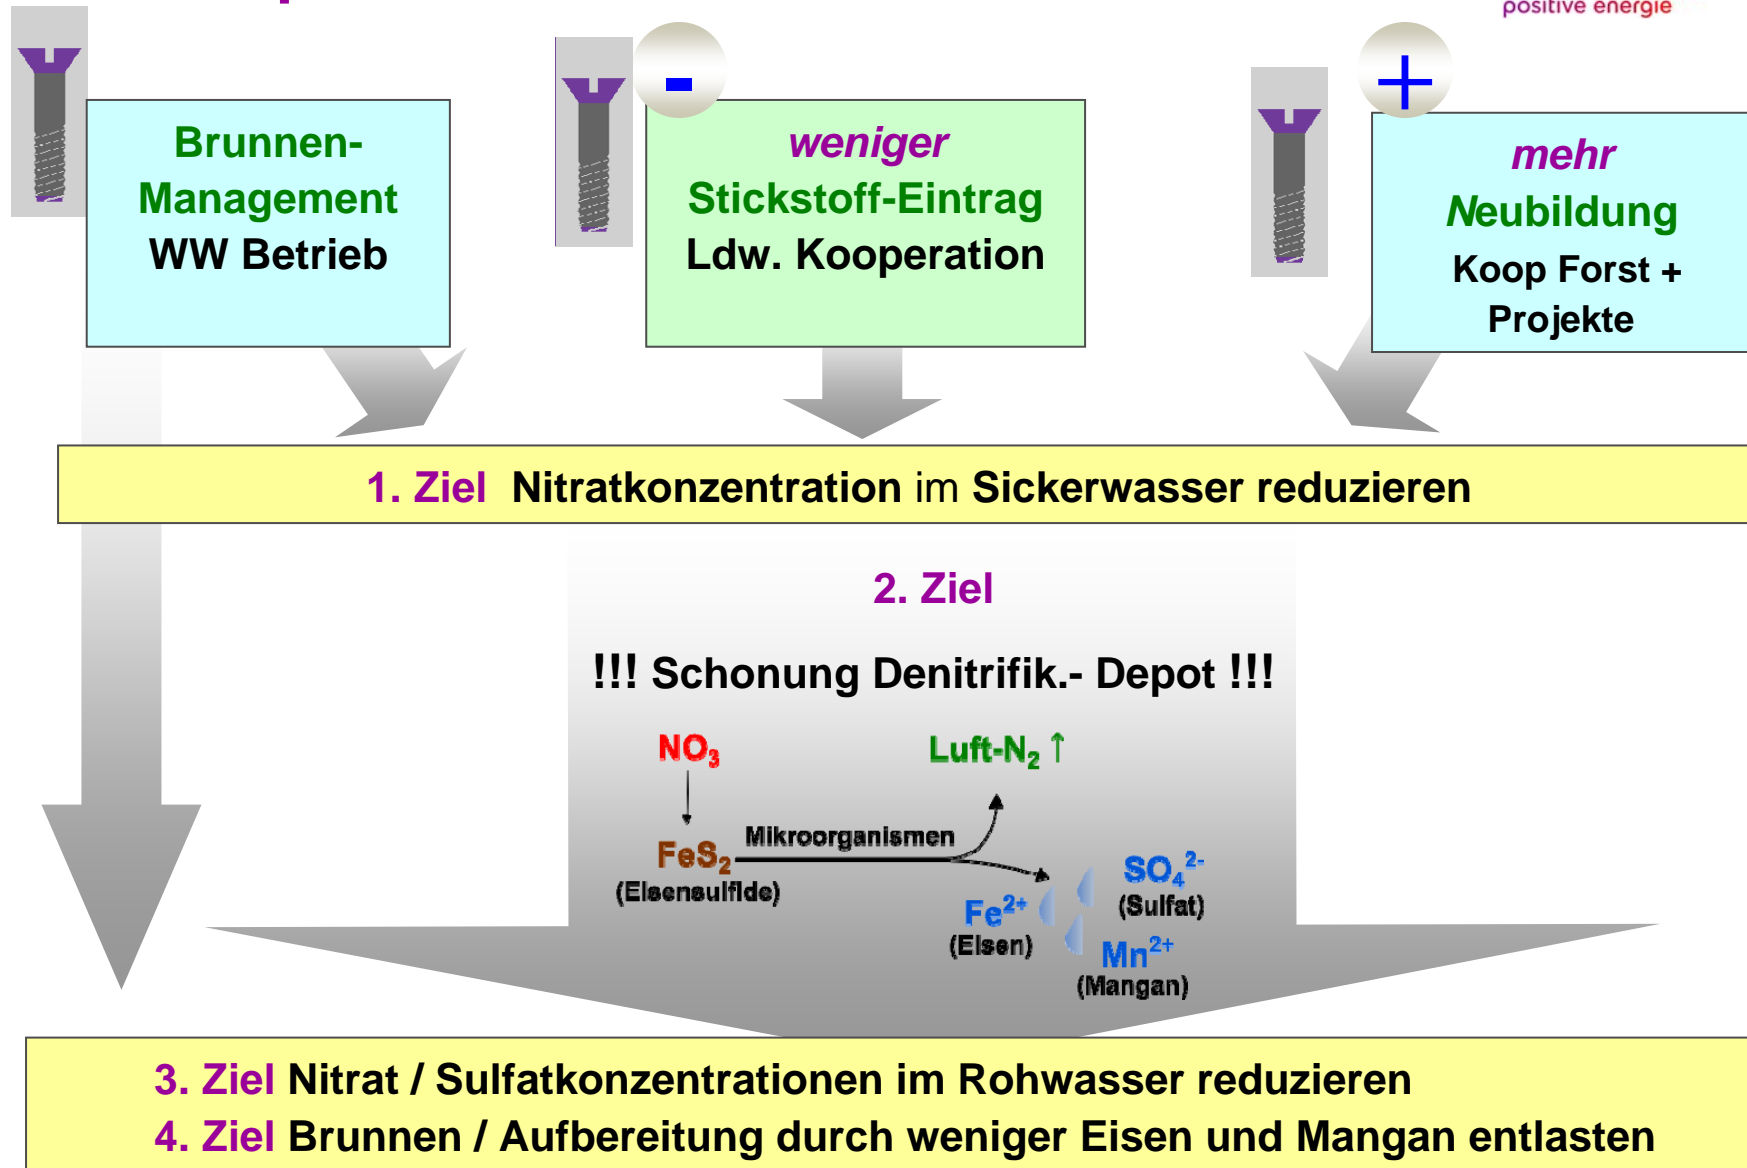 positive energie
-
+
Brunnen-
Management
WW Betrieb
weniger
Stickstoff-Eintrag
Ldw. Kooperation
mehr
Neubildung
Koop Forst +
Projekte
1. Ziel Nitratkonzentration im Sickerwasser reduzieren
2. Ziel
!!! Schonung Denitrifik.- Depot !!!
NO₃
Luft-N₂ ↑
Mikroorganismen
FeS₂
(Eisensulfide)
SO₄²⁻
(Sulfat)
Fe²⁺
(Eisen)
Mn²⁺
(Mangan)
3. Ziel Nitrat / Sulfatkonzentrationen im Rohwasser reduzieren
4. Ziel Brunnen / Aufbereitung durch weniger Eisen und Mangan entlasten